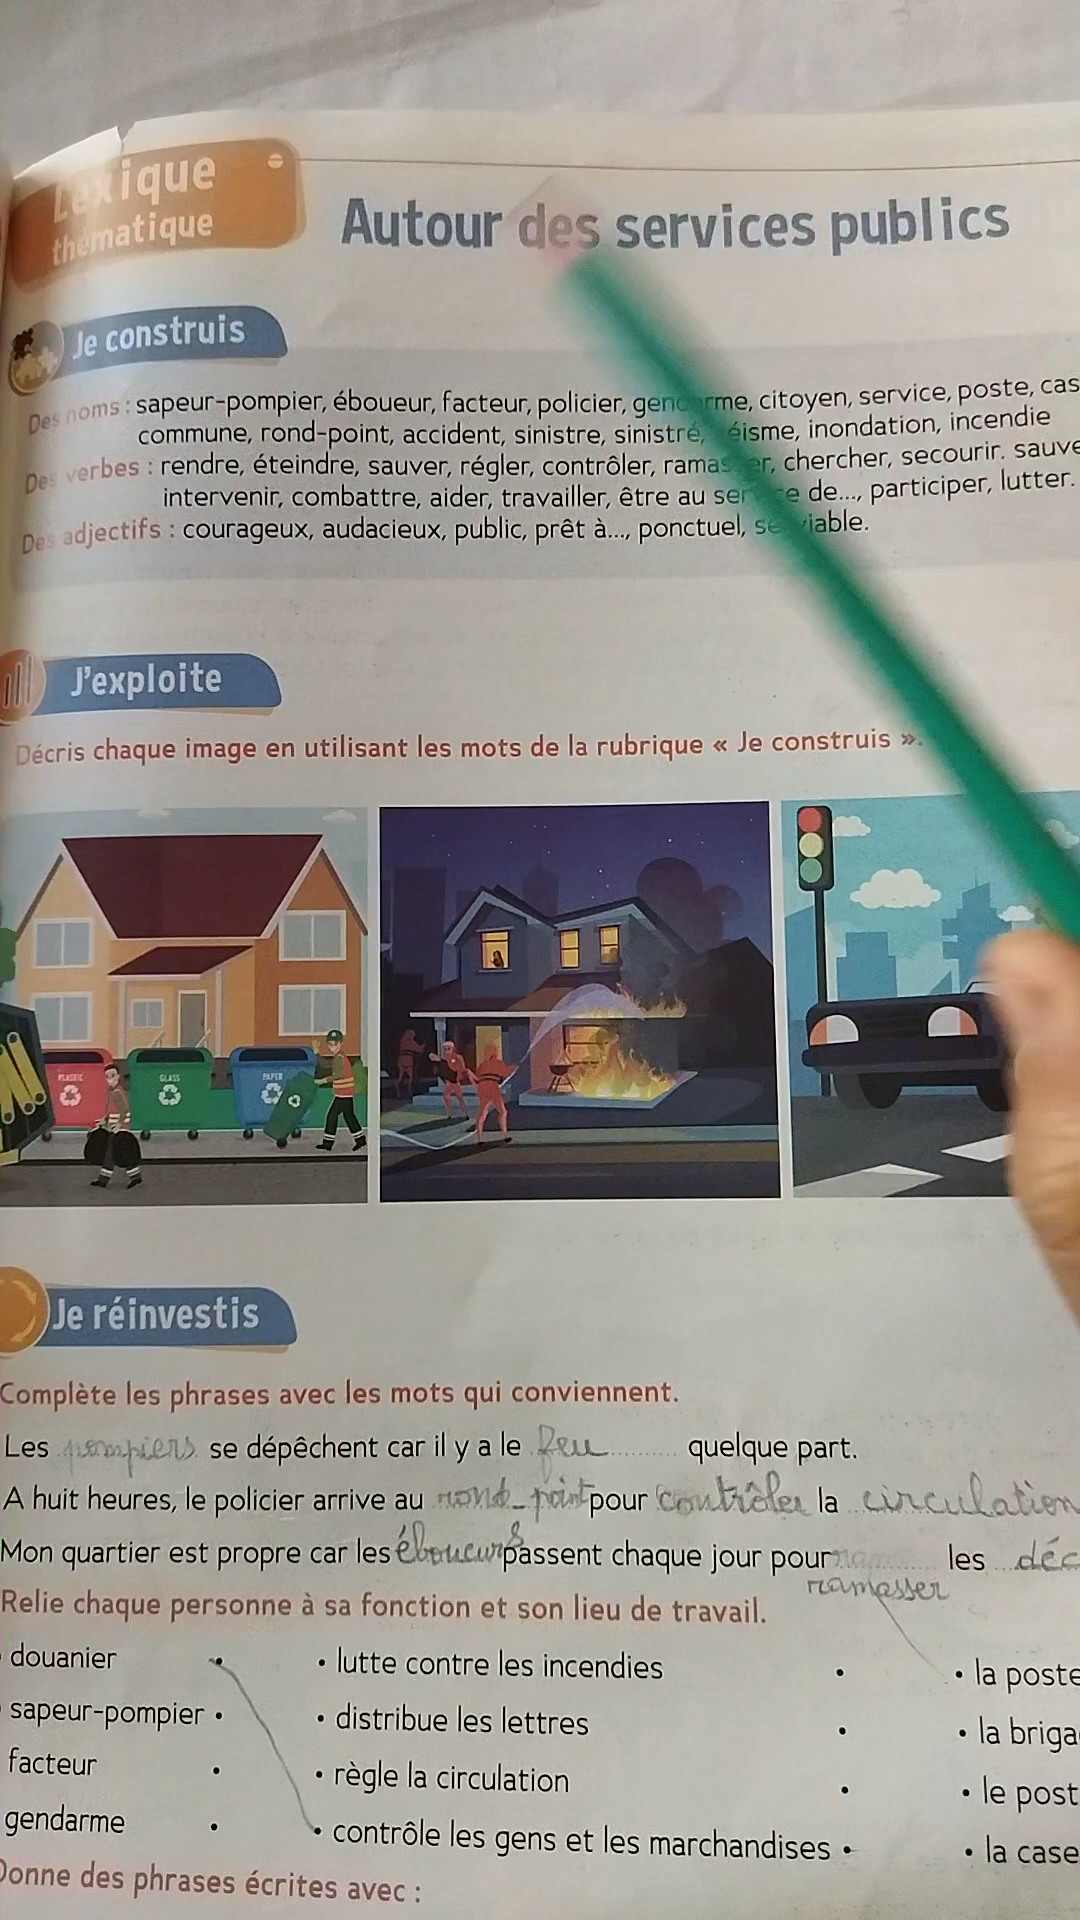 Lexique
thématique
Autour des services publics
Je construis
Des noms : sapeur-pompier, éboueur, facteur, policier, gendarme, citoyen, service, poste, cas
commune, rond-point, accident, sinistre, sinistré, séisme, inondation, incendie
Des verbes : rendre, éteindre, sauver, régler, contrôler, ramasser, chercher, secourir. sauve
intervenir, combattre, aider, travailler, être au service de..., participer, lutter.
Des adjectifs : courageux, audacieux, public, prêt à..., ponctuel, serviable.
J'exploite
Décris chaque image en utilisant les mots de la rubrique « Je construis ».
PLASTIC
GLASS
PAPER
Je réinvestis
Complète les phrases avec les mots qui conviennent.
Les pompiers se dépêchent car il y a le feu quelque part.
A huit heures, le policier arrive au rond-point pour contrôler la circulation
Mon quartier est propre car les éboueurs passent chaque jour pour les déc
ramasser
Relie chaque personne à sa fonction et son lieu de travail.
douanier • • lutte contre les incendies • • la poste
sapeur-pompier • • distribue les lettres • • la briga
facteur • • règle la circulation • • le post
gendarme • • contrôle les gens et les marchandises • • la case
Donne des phrases écrites avec :